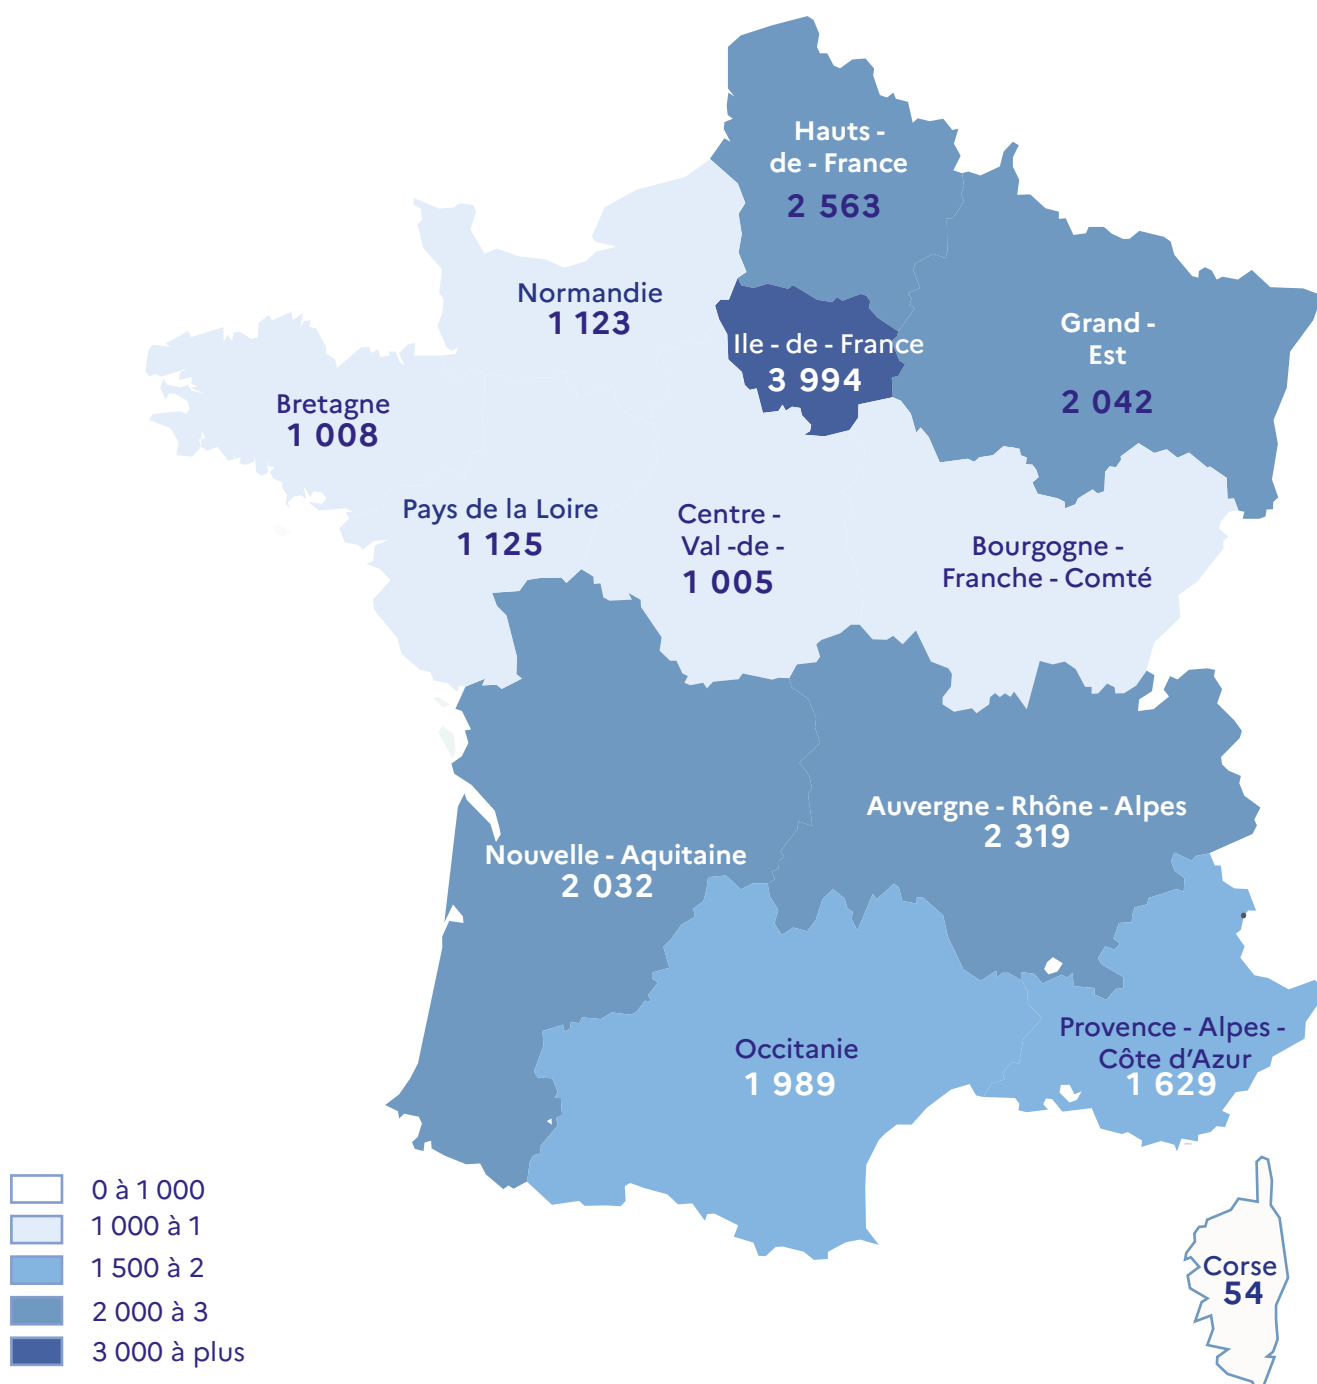 Hauts -
de - France
2 563
Normandie
1 123
Ile - de - France
3 994
Grand -
Est
2 042
Bretagne
1 008
Pays de la Loire
1 125
Centre -
Val -de -
1 005
Bourgogne -
Franche - Comté
Auvergne - Rhône - Alpes
2 319
Nouvelle - Aquitaine
2 032
Occitanie
1 989
Provence - Alpes -
Côte d'Azur
1 629
Corse
54
0 à 1 000
1 000 à 1
1 500 à 2
2 000 à 3
3 000 à plus